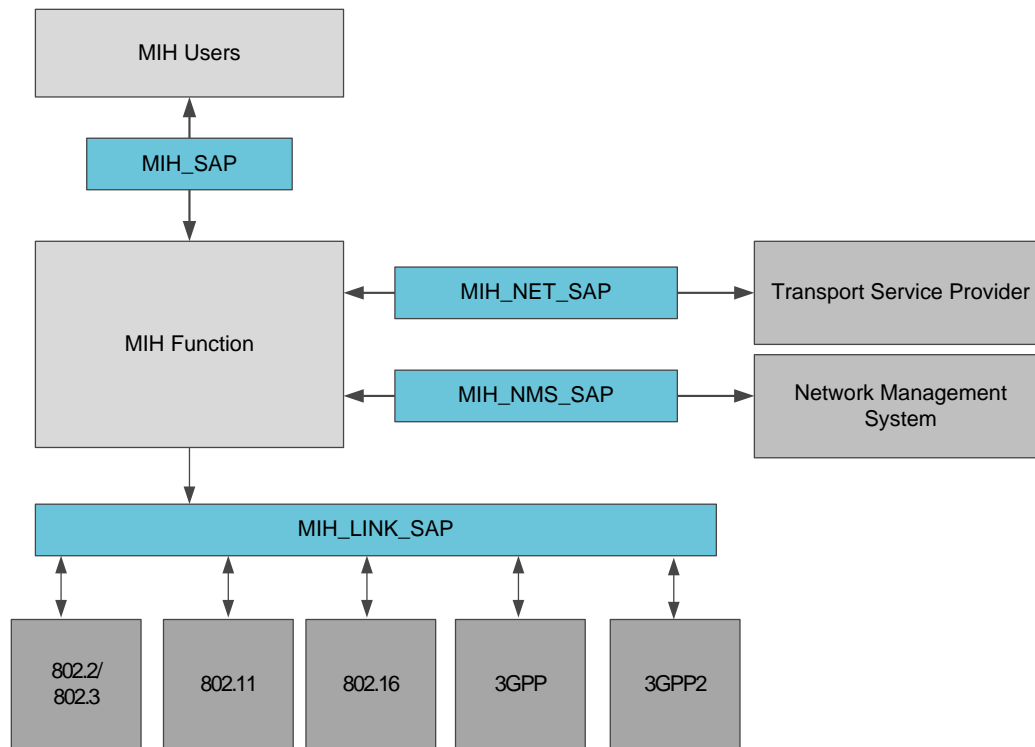 MIH Users
MIH_SAP
MIH Function
MIH_NET_SAP
Transport Service Provider
MIH_NMS_SAP
Network Management
System
MIH_LINK_SAP
802.2/
802.3
802.11
802.16
3GPP
3GPP2